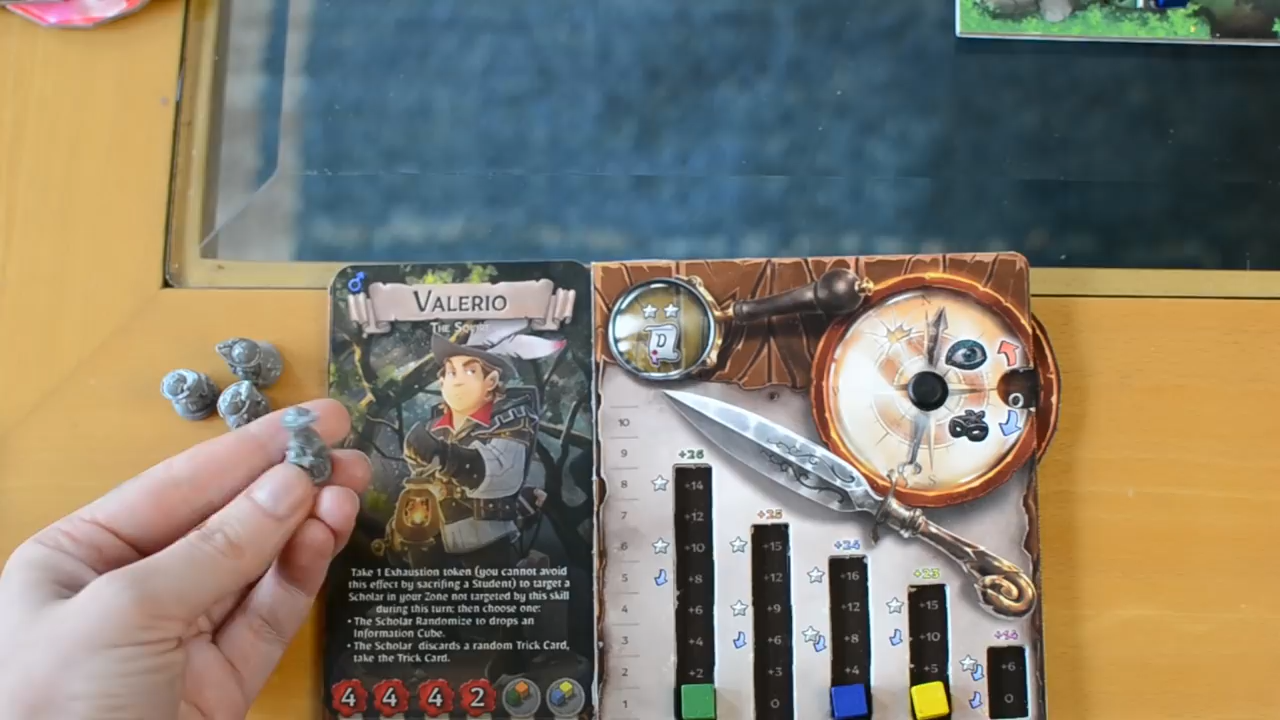 VALERIO
THE
Take 1 Exhaustion token (you cannot avoid
this effect by sacrifing a Student) to target a
Scholar in your Zone not targeted by this skill
during this turn; then choose one:
• The Scholar Randomize to drops an
Information Cube.
• The Scholar discards a random Trick Card,
take the Trick Card.
4 4 4 2
D
N
S
10
9 +26
8 +14
7 +12 +25
6 +10 +15 +24
5 +8 +12 +16 +23
4 +6 +9 +12 +15
3 +4 +6 +8 +10
2 +2 +3 +4 +5 +6
1 0 0